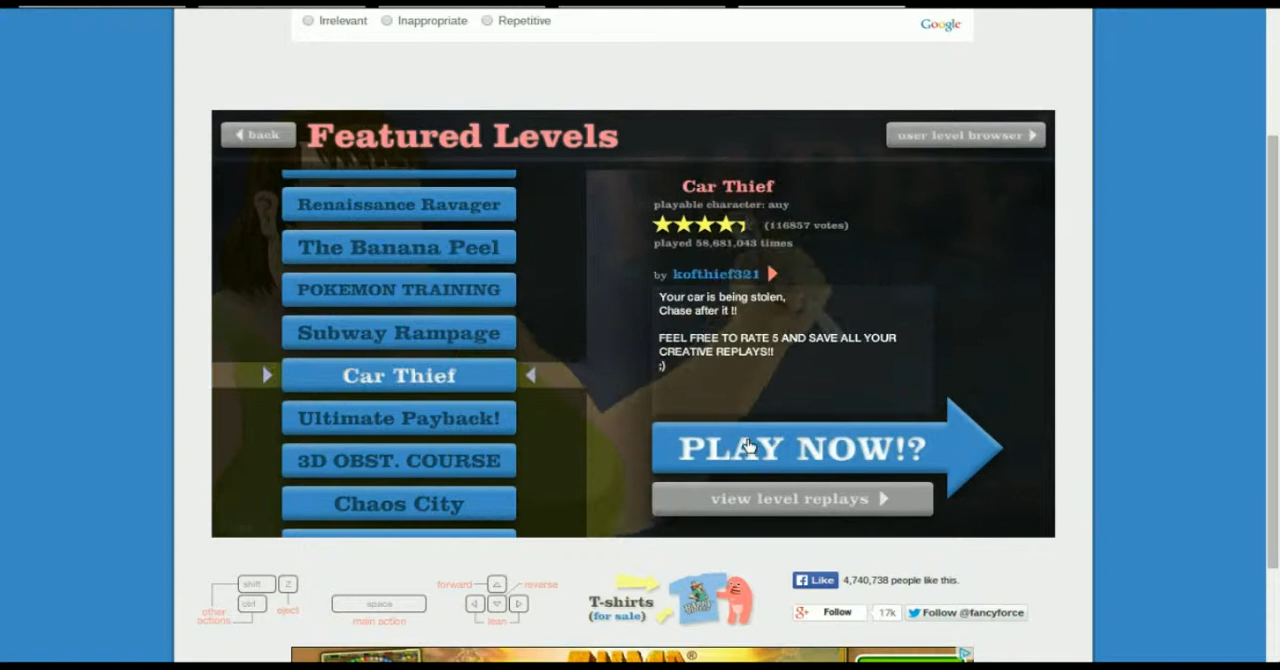 Irrelevant Inappropriate Repetitive
Google
back
Featured Levels
user level browser
Renaissance Ravager
The Banana Peel
POKEMON TRAINING
Subway Rampage
Car Thief
Ultimate Payback!
3D OBST. COURSE
Chaos City
Car Thief
playable character: any
(116857 votes)
played 58,681,043 times
by kofthief321
Your car is being stolen,
Chase after it !!
FEEL FREE TO RATE 5 AND SAVE ALL YOUR
CREATIVE REPLAYS!!
;)
PLAY NOW!?
view level replays
shift Z
ctrl
other
actions
eject
space
main action
forward reverse
lean
T-shirts
(for sale)
Like 4,740,738 people like this.
Follow 17k Follow @fancyforce